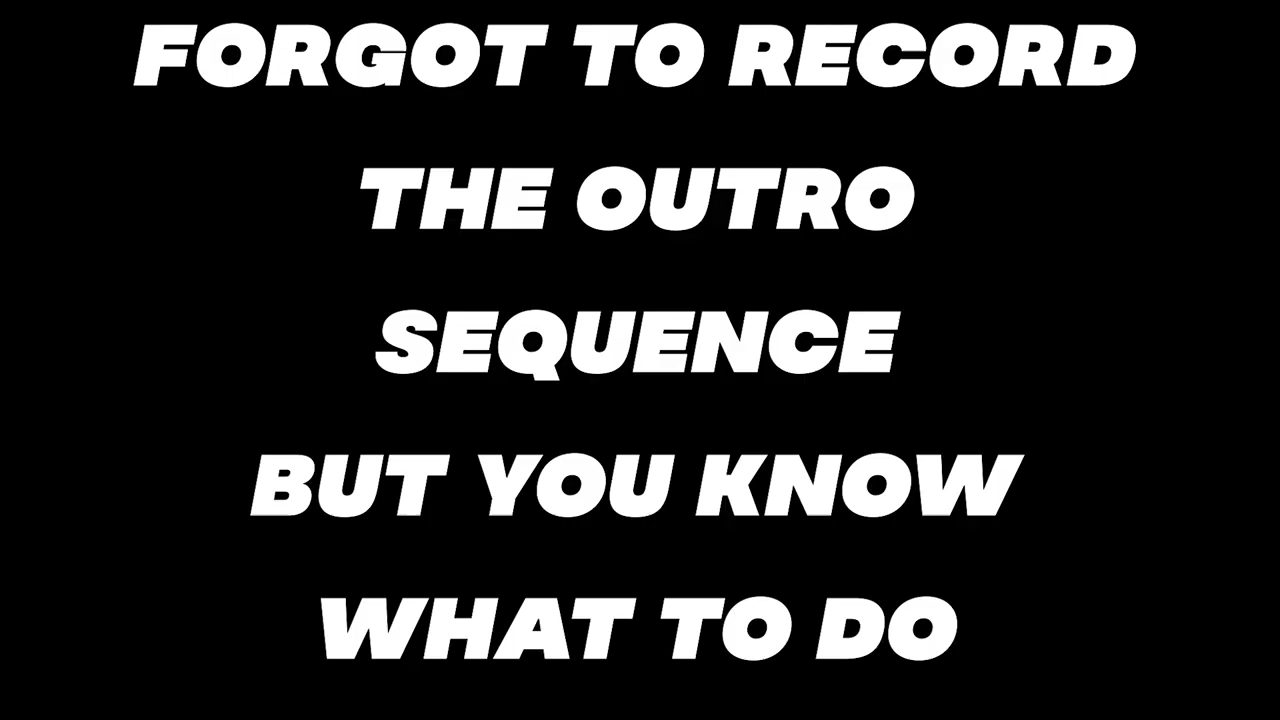 FORGOT TO RECORD
THE OUTRO
SEQUENCE
BUT YOU KNOW
WHAT TO DO